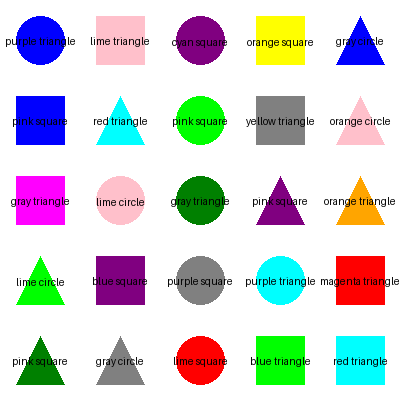 purple triangle lime triangle cyan square orange square gray circle
pink square red triangle pink square yellow triangle orange circle
gray triangle lime circle gray triangle pink square orange triangle
lime circle blue square purple square purple triangle magenta triangle
pink square gray circle lime square blue triangle red triangle